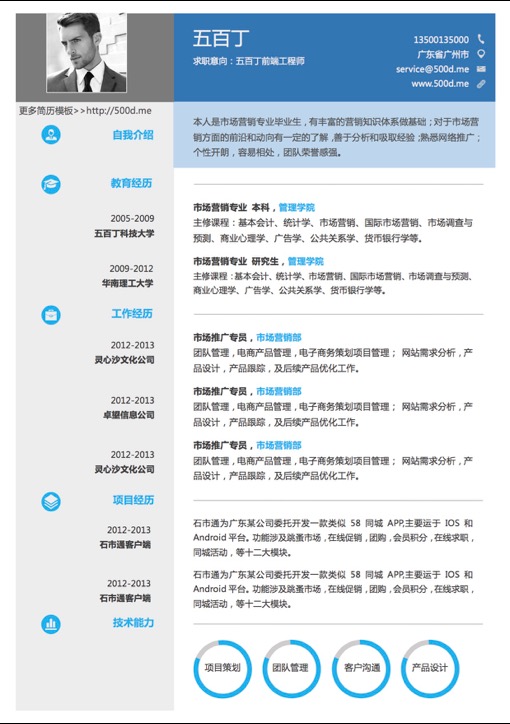 五百丁
求职意向：五百丁前端工程师
13500135000
广东省广州市
service@500d.me
www.500d.me
更多简历模板>>http://500d.me
自我介绍
本人是市场营销专业毕业生，有丰富的营销知识体系做基础；对于市场营
销方面的前沿和动向有一定的了解，善于分析和吸取经验；熟悉网络推广；
个性开朗，容易相处，团队荣誉感强。
教育经历
2005-2009
五百丁科技大学
市场营销专业 本科，管理学院
主修课程：基本会计、统计学、市场营销、国际市场营销、市场调查与
预测、商业心理学、广告学、公共关系学、货币银行学等。
2009-2012
华南理工大学
市场营销专业 研究生，管理学院
主修课程：基本会计、统计学、市场营销、国际市场营销、市场调查与预测、
商业心理学、广告学、公共关系学、货币银行学等。
工作经历
2012-2013
灵心沙文化公司
市场推广专员，市场营销部
团队管理，电商产品管理，电子商务策划项目管理； 网站需求分析，产
品设计，产品跟踪，及后续产品优化工作。
2012-2013
卓望信息公司
市场推广专员，市场营销部
团队管理，电商产品管理，电子商务策划项目管理； 网站需求分析，产
品设计，产品跟踪，及后续产品优化工作。
2012-2013
灵心沙文化公司
市场推广专员，市场营销部
团队管理，电商产品管理，电子商务策划项目管理； 网站需求分析，产
品设计，产品跟踪，及后续产品优化工作。
项目经历
2012-2013
石市通客户端
石市通为广东某公司委托开发一款类似 58 同城 APP,主要运于 IOS 和
Android 平台。功能涉及跳蚤市场，在线促销，团购，会员积分，在线求职，
同城活动，等十二大模块。
2012-2013
石市通客户端
石市通为广东某公司委托开发一款类似 58 同城 APP,主要运于 IOS 和
Android 平台。功能涉及跳蚤市场，在线促销，团购，会员积分，在线求职，
同城活动，等十二大模块。
技术能力
项目策划
团队管理
客户沟通
产品设计